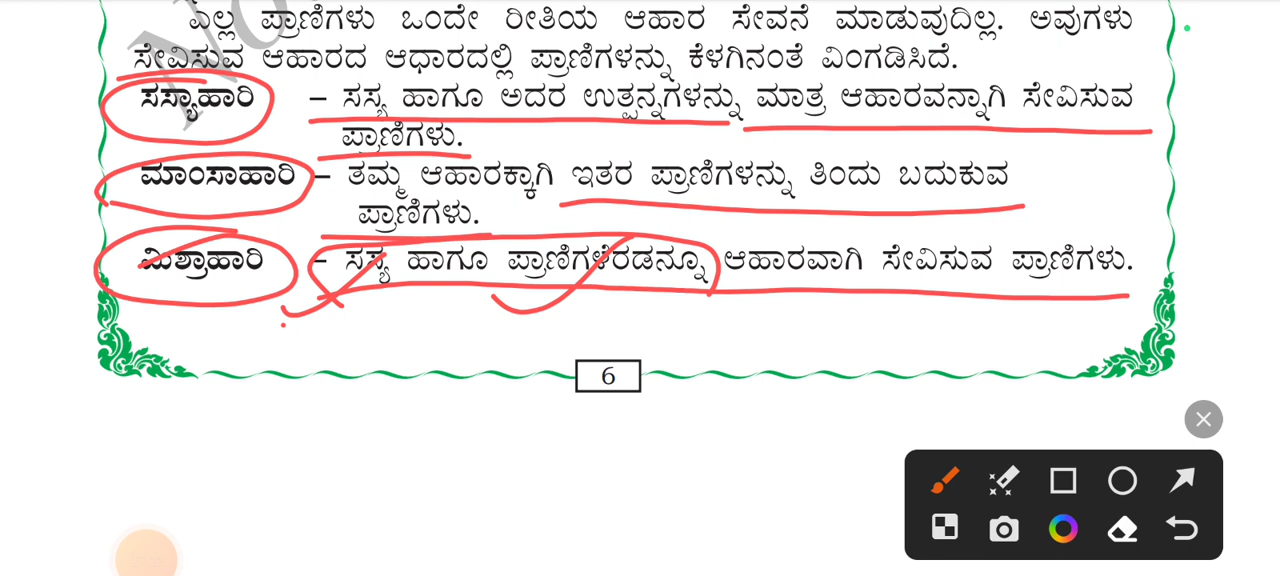 ಎಲ್ಲ ಪ್ರಾಣಿಗಳು ಒಂದೇ ರೀತಿಯ ಆಹಾರ ಸೇವನೆ ಮಾಡುವುದಿಲ್ಲ. ಅವುಗಳು
ಸೇವಿಸುವ ಆಹಾರದ ಆಧಾರದಲ್ಲಿ ಪ್ರಾಣಿಗಳನ್ನು ಕೆಳಗಿನಂತೆ ವಿಂಗಡಿಸಿದೆ.
ಸಸ್ಯಾಹಾರಿ – ಸಸ್ಯ ಹಾಗೂ ಅದರ ಉತ್ಪನ್ನಗಳನ್ನು ಮಾತ್ರ ಆಹಾರವನ್ನಾಗಿ ಸೇವಿಸುವ
ಪ್ರಾಣಿಗಳು.
ಮಾಂಸಾಹಾರಿ – ತಮ್ಮ ಆಹಾರಕ್ಕಾಗಿ ಇತರ ಪ್ರಾಣಿಗಳನ್ನು ತಿಂದು ಬದುಕುವ
ಪ್ರಾಣಿಗಳು.
ಮಿಶ್ರಾಹಾರಿ – ಸಸ್ಯ ಹಾಗೂ ಪ್ರಾಣಿಗಳೆರಡನ್ನೂ ಆಹಾರವಾಗಿ ಸೇವಿಸುವ ಪ್ರಾಣಿಗಳು.
6